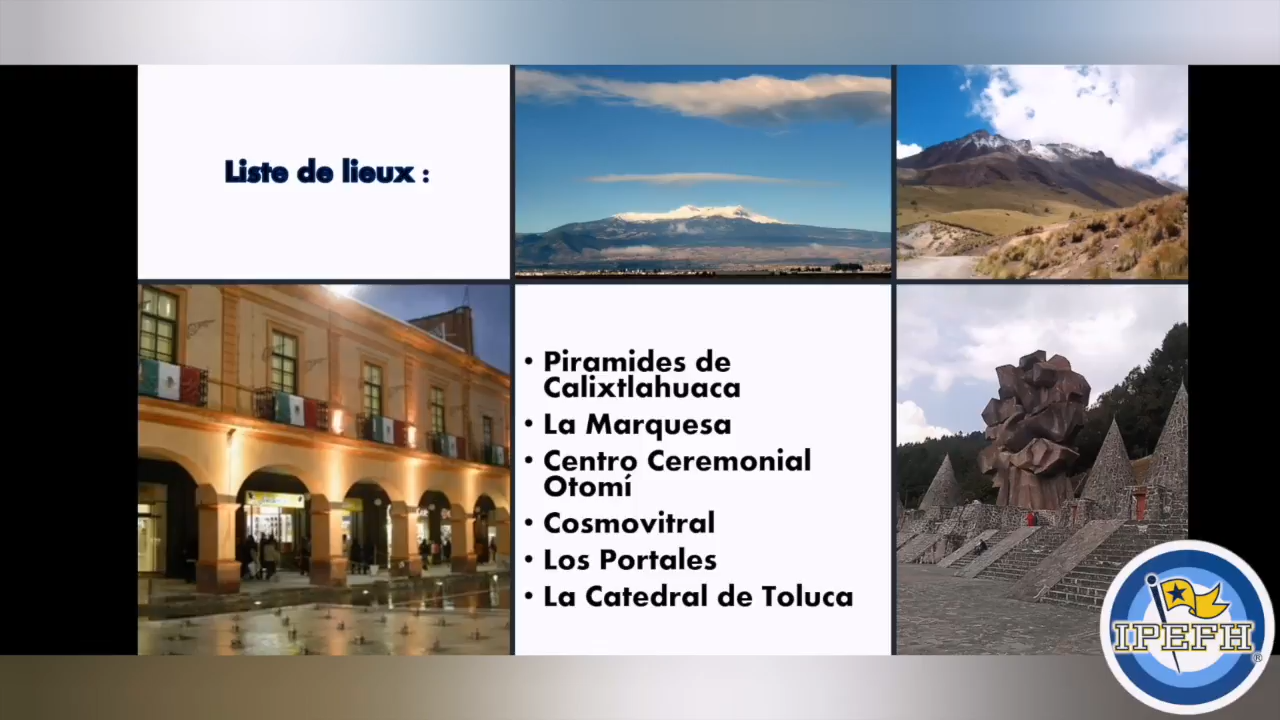 Liste de lieux :
• Piramides de
Calixtlahuaca
• La Marquesa
• Centro Ceremonial
Otomí
• Cosmovitral
• Los Portales
• La Catedral de Toluca
IPEFH
®